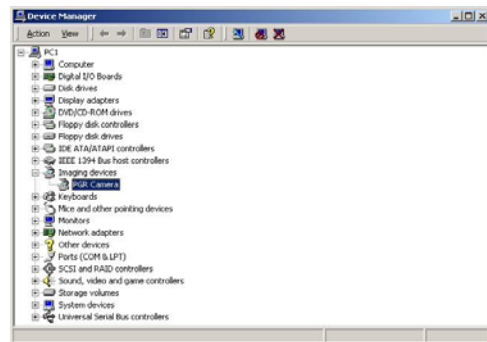 Device Manager
Action View
PC1
Computer
Digital I/O Boards
Disk drives
Display adapters
DVD/CD-ROM drives
Floppy disk controllers
Floppy disk drives
IDE ATA/ATAPI controllers
IEEE 1394 Bus host controllers
Imaging devices
PGR Camera
Keyboards
Mice and other pointing devices
Monitors
Network adapters
Other devices
Ports (COM & LPT)
SCSI and RAID controllers
Sound, video and game controllers
Storage volumes
System devices
Universal Serial Bus controllers